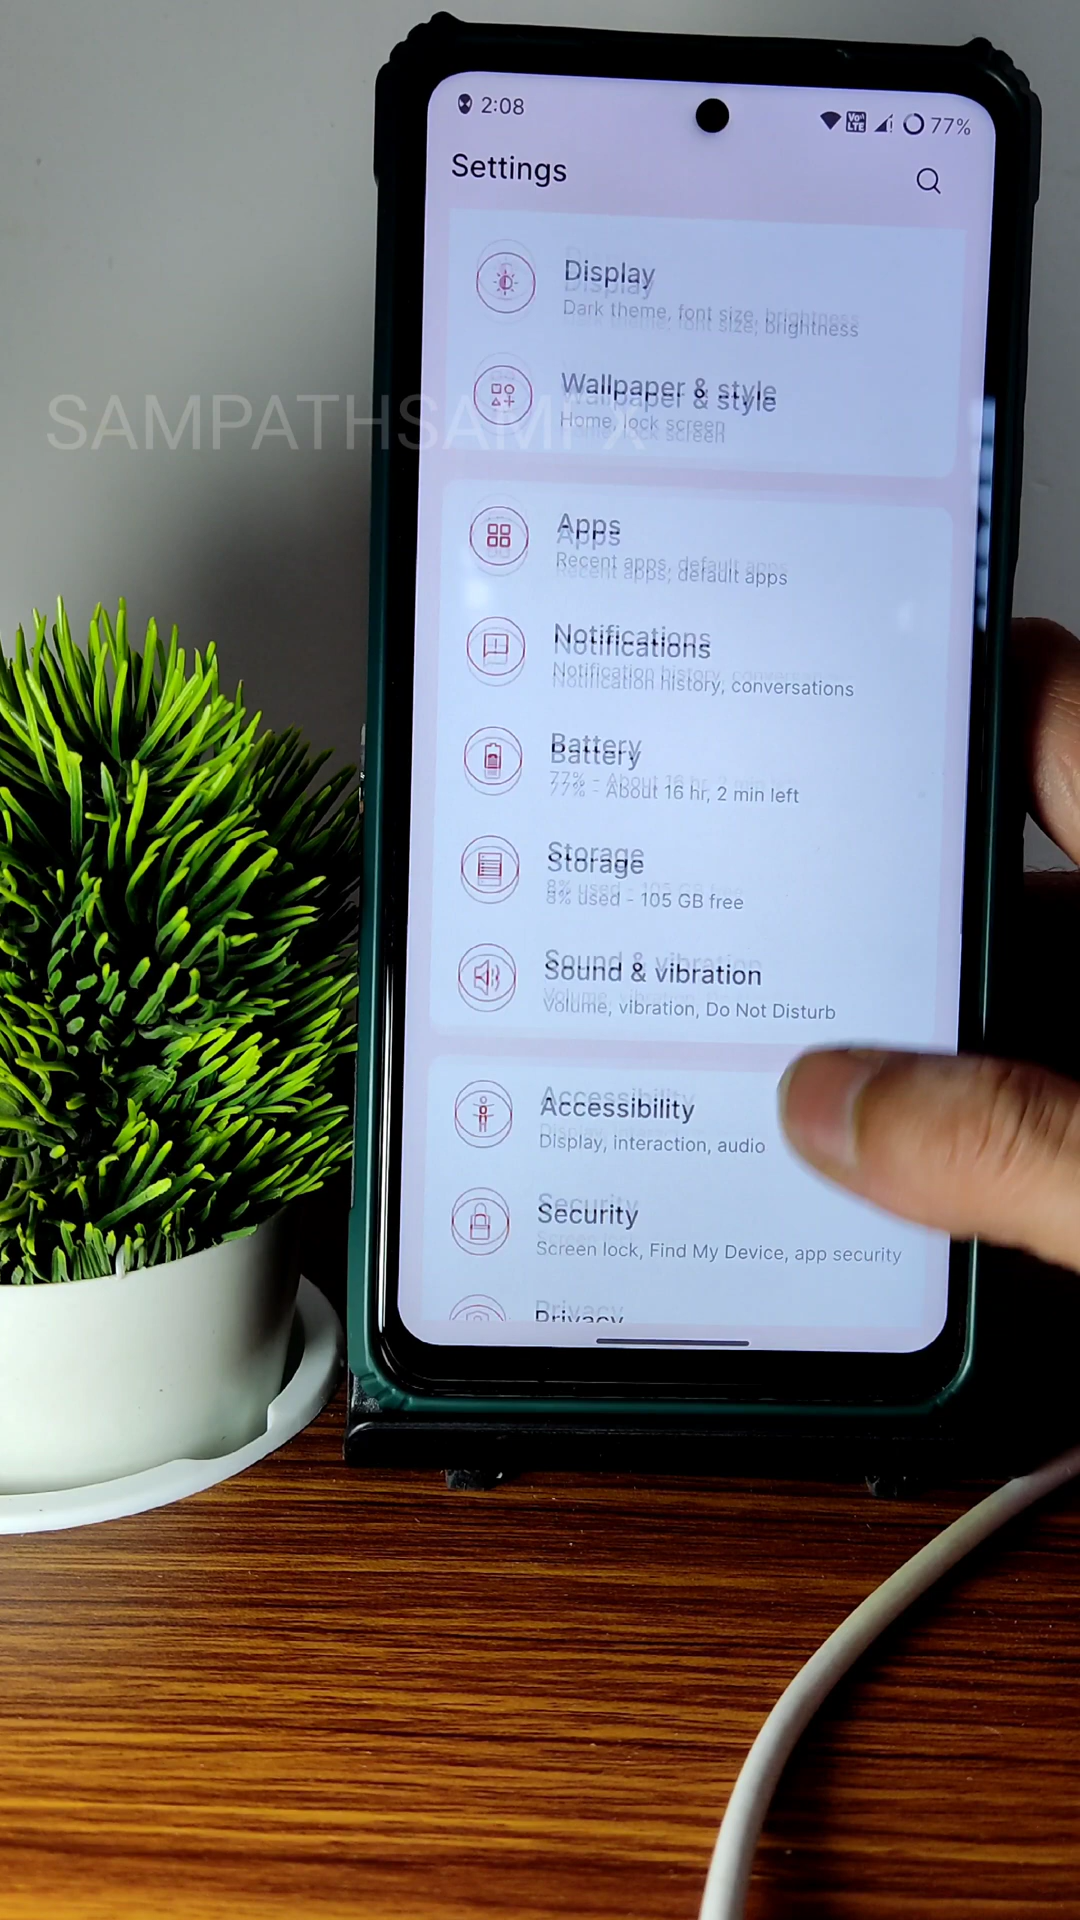 2:08
VoLTE
77%
Settings
Display
Dark theme, font size, brightness
Wallpaper & style
Home, lock screen
SAMPATHSAMFX
Apps
Recent apps, default apps
Notifications
Notification history, conversations
Battery
77% - About 16 hr, 2 min left
Storage
8% used - 105 GB free
Sound & vibration
Volume, vibration, Do Not Disturb
Accessibility
Display, interaction, audio
Security
Screen lock, Find My Device, app security
Privacy